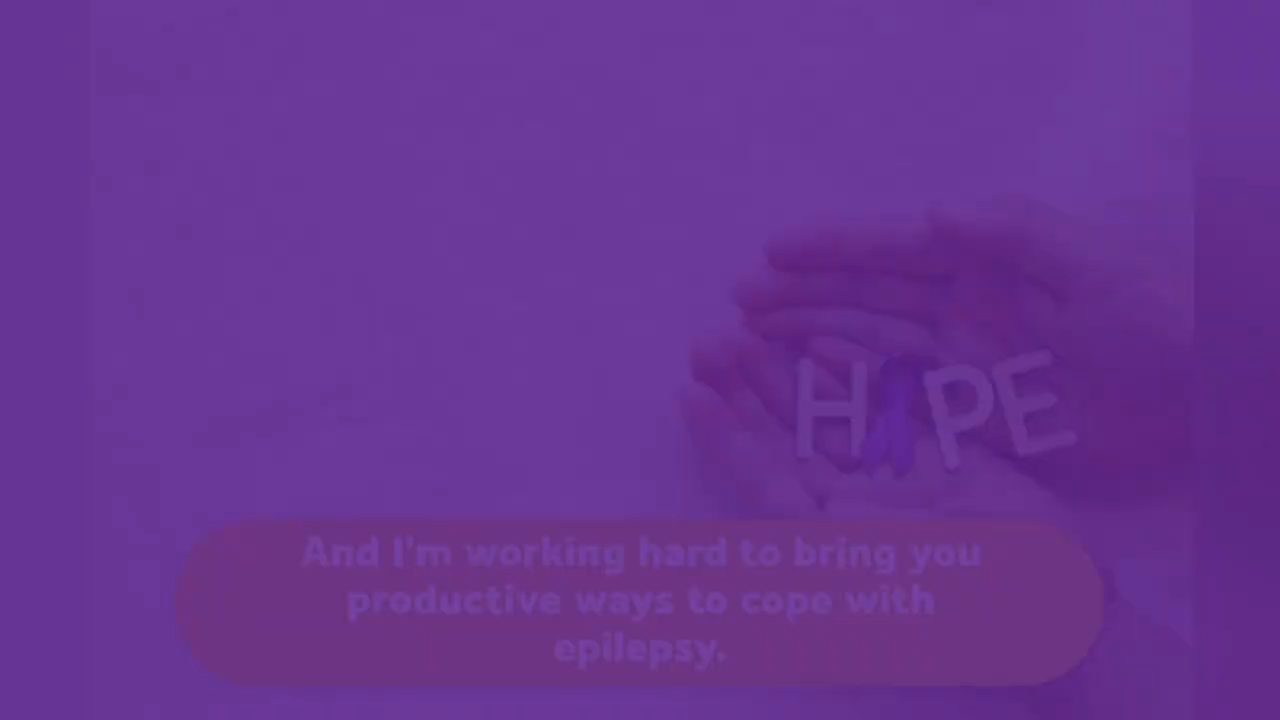 HOPE
And I'm working hard to bring you
productive ways to cope with
epilepsy.